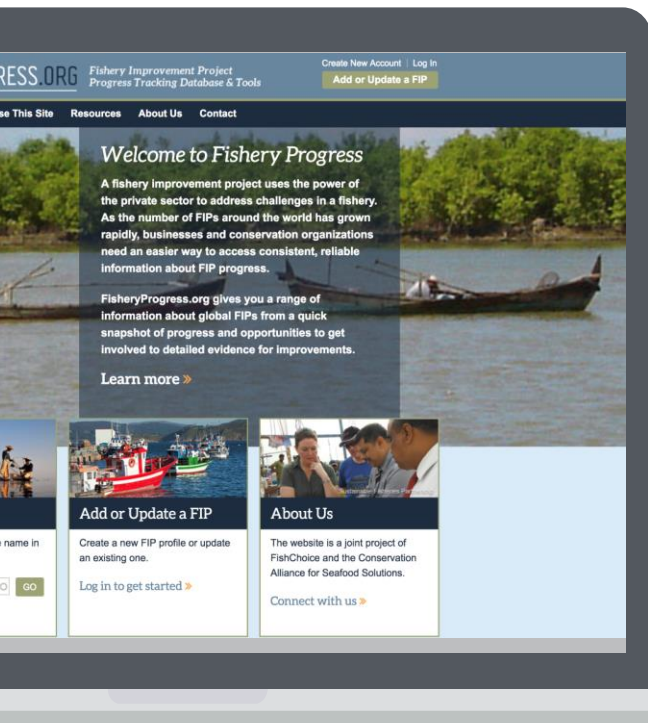 RESS.ORG
Fishery Improvement Project
Progress Tracking Database & Tools
Create New Account | Log In
Add or Update a FIP
se This Site Resources About Us Contact
Welcome to Fishery Progress
A fishery improvement project uses the power of
the private sector to address challenges in a fishery.
As the number of FIPs around the world has grown
rapidly, businesses and conservation organizations
need an easier way to access consistent, reliable
information about FIP progress.
FisheryProgress.org gives you a range of
information about global FIPs from a quick
snapshot of progress and opportunities to get
involved to detailed evidence for improvements.
Learn more »
name in
GO
Add or Update a FIP
Create a new FIP profile or update
an existing one.
Log in to get started »
Sustainable Fisheries Partnership
About Us
The website is a joint project of
FishChoice and the Conservation
Alliance for Seafood Solutions.
Connect with us »